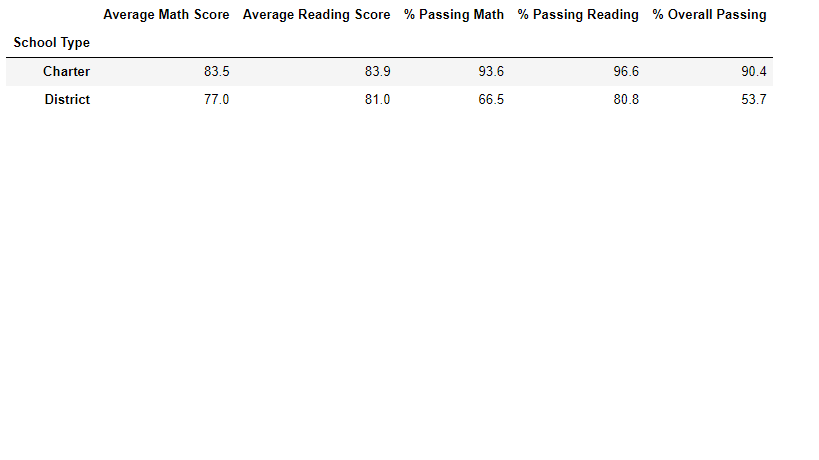 Average Math Score Average Reading Score % Passing Math % Passing Reading % Overall Passing
School Type
Charter 83.5 83.9 93.6 96.6 90.4
District 77.0 81.0 66.5 80.8 53.7